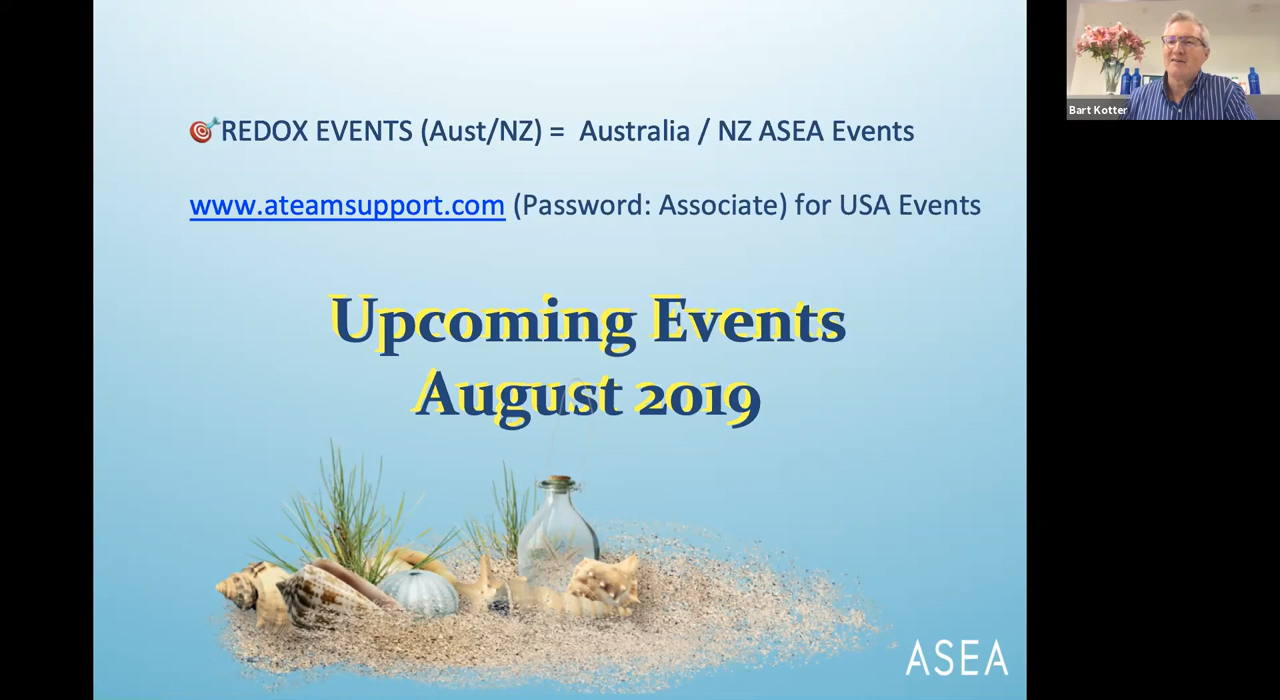 REDOX EVENTS (Aust/NZ) = Australia / NZ ASEA Events
www.ateamsupport.com (Password: Associate) for USA Events
Upcoming Events
August 2019
ASEA
Bart Kotter